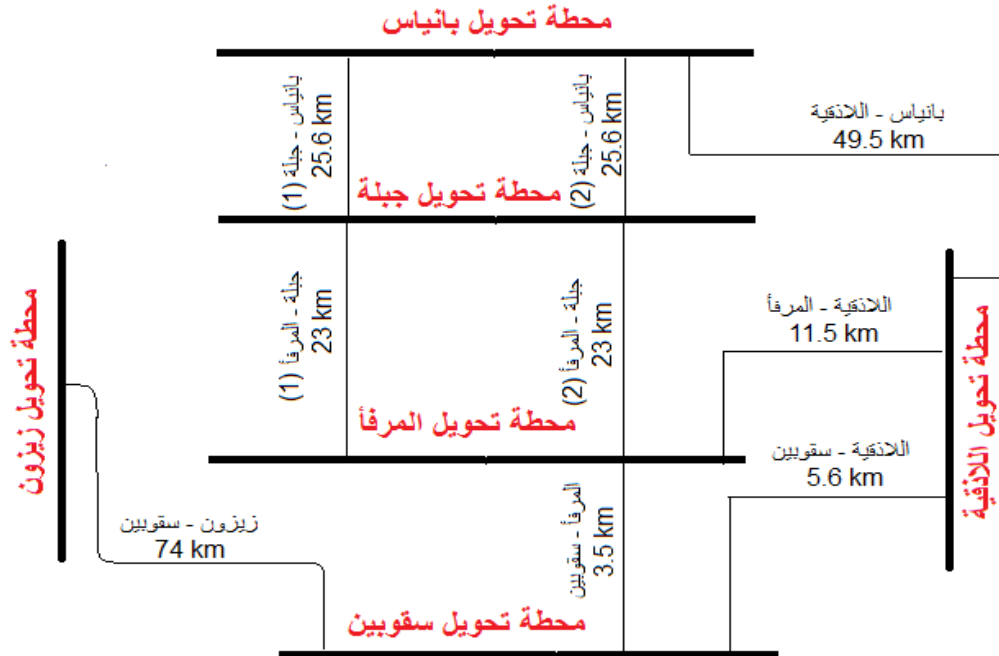 محطة تحويل بانياس
بانياس - جبلة (1)
25.6 km
بانياس - جبلة (2)
25.6 km
بانياس - اللاذقية
49.5 km
محطة تحويل جبلة
محطة تحويل زيزون
جبلة - المرفأ (1)
23 km
جبلة - المرفأ (2)
23 km
اللاذقية - المرفأ
11.5 km
محطة تحويل اللاذقية
محطة تحويل المرفأ
اللاذقية - سقوبين
5.6 km
زيزون - سقوبين
74 km
المرفأ - سقوبين
3.5 km
محطة تحويل سقوبين